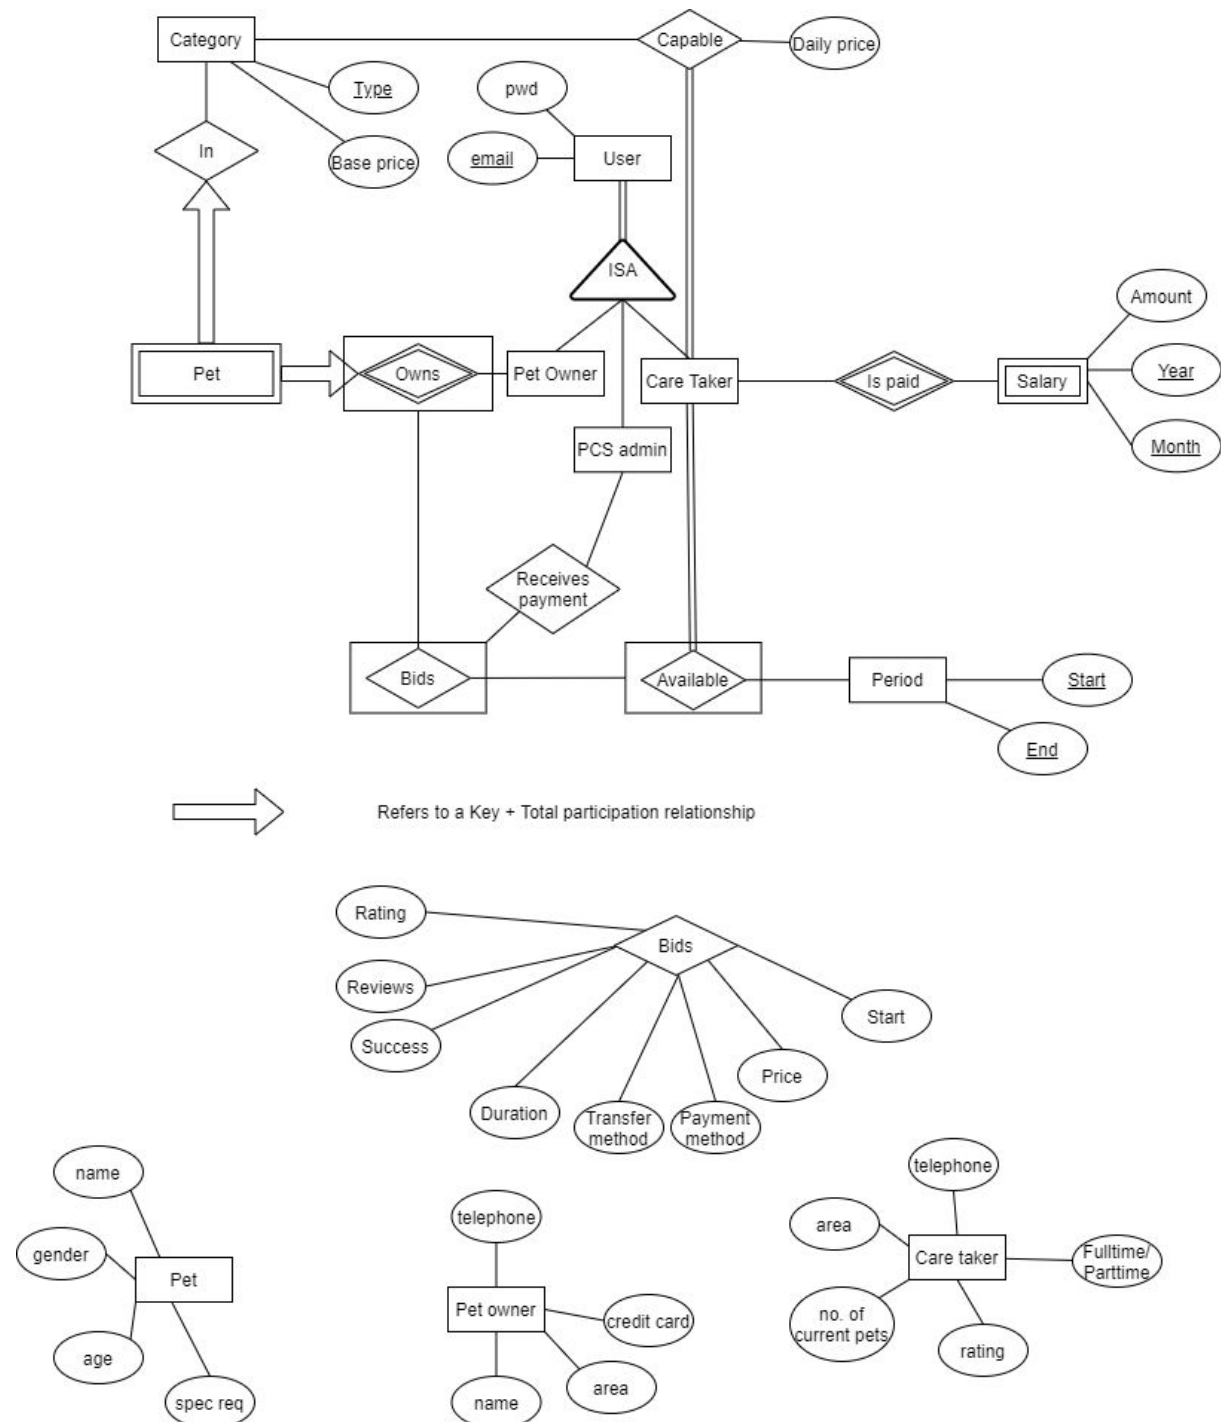 Category
Capable
Daily price
Type
pwd
In
Base price
email
User
ISA
Amount
Pet
Owns
Pet Owner
Care Taker
Is paid
Salary
Year
PCS admin
Month
Receives
payment
Bids
Available
Period
Start
End
Refers to a Key + Total participation relationship
Rating
Bids
Reviews
Start
Success
Price
Duration
Transfer
method
Payment
method
name
telephone
telephone
area
gender
Pet
Care taker
Fulltime/
Parttime
Pet owner
credit card
no. of
current pets
rating
age
area
spec req
name